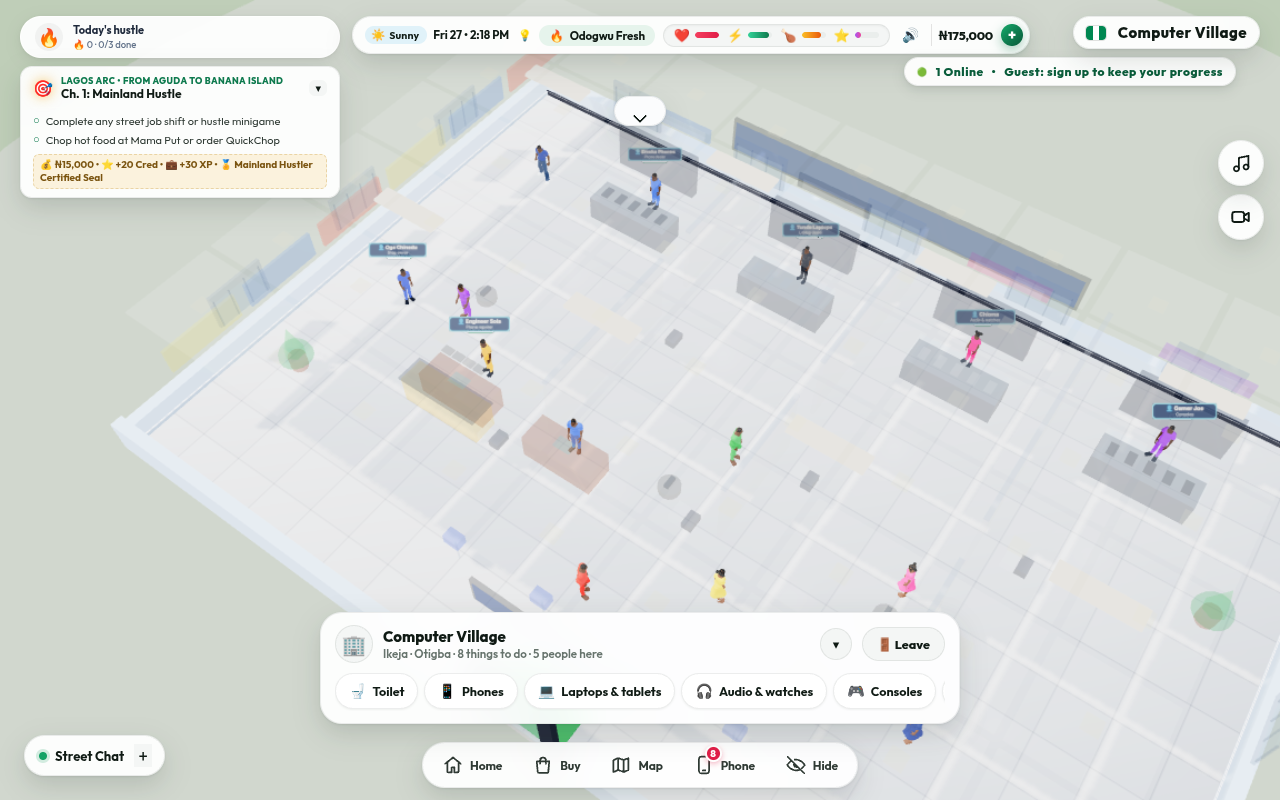 Today's hustle
🔥 0 · 0/3 done
LAGOS ARC • FROM AGUDA TO BANANA ISLAND
Ch. 1: Mainland Hustle
Complete any street job shift or hustle minigame
Chop hot food at Mama Put or order QuickChop
💰 ₦15,000 • ⭐ +20 Cred • 💼 +30 XP • 🏅 Mainland Hustler
Certified Seal
☀️ Sunny Fri 27 • 2:18 PM 💡 🔥 Odogwu Fresh
₦175,000 +
Computer Village
1 Online • Guest: sign up to keep your progress
Engineer Sola
Chioma
Gamer Jae
Consoles
Computer Village
Ikeja · Otigba · 8 things to do · 5 people here
Leave
Toilet
Phones
Laptops & tablets
Audio & watches
Consoles
Street Chat +
Home
Buy
Map
8
Phone
Hide